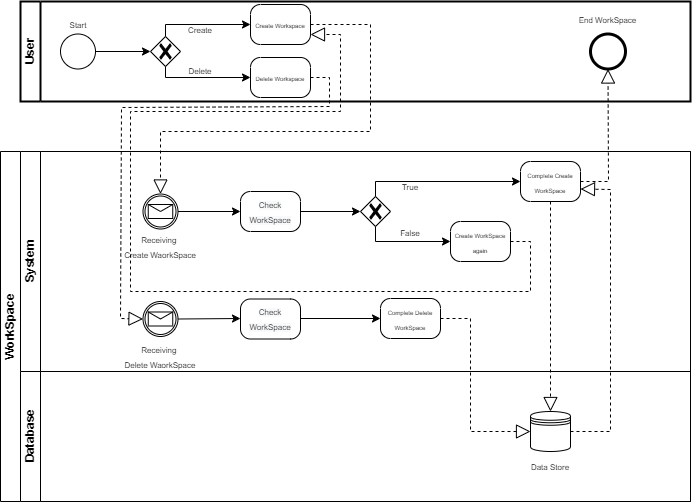 User
Start
Create
Create Workspace
Delete
Delete Workspace
End WorkSpace
WorkSpace
System
Receiving
Create WaorkSpace
Check
WorkSpace
True
False
Complete Create
WorkSpace
Create WorkSpace
again
Receiving
Delete WaorkSpace
Check
WorkSpace
Complete Delete
WorkSpace
Database
Data Store